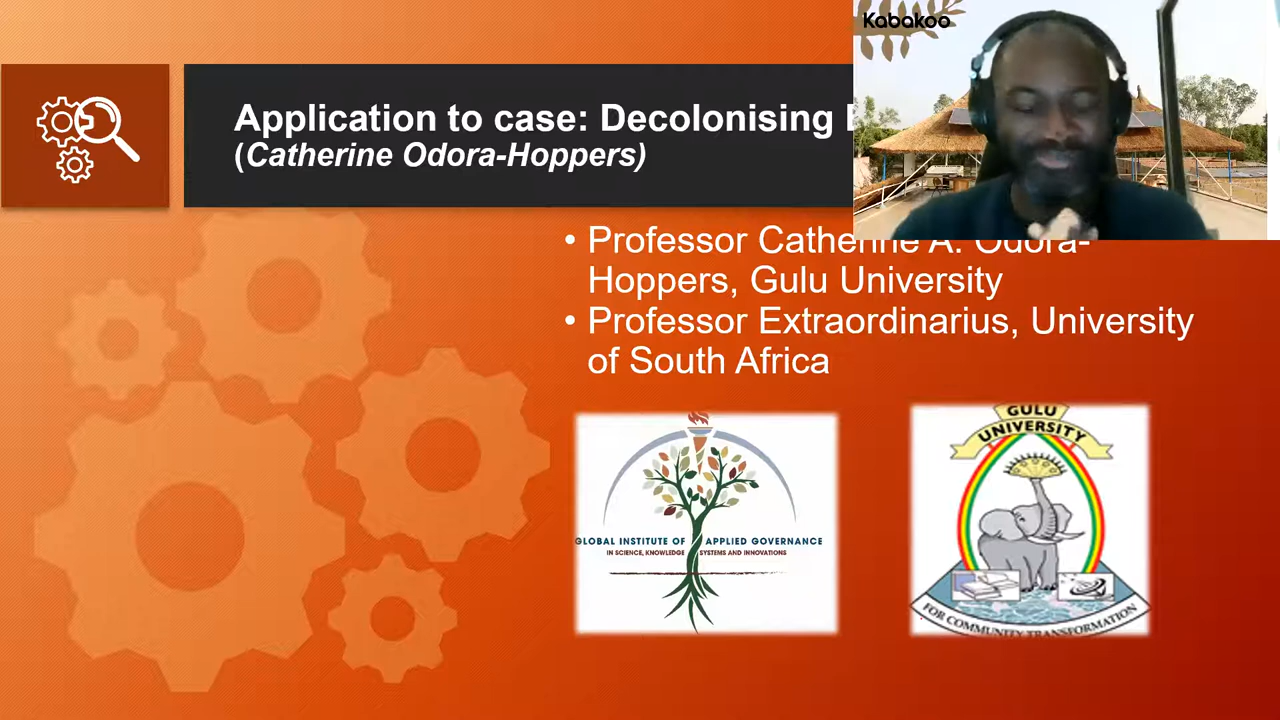 Kabakoo
Application to case: Decolonising
(Catherine Odora-Hoppers)
• Professor Catherine A. Odora-
Hoppers, Gulu University
• Professor Extraordinarius, University
of South Africa
GLOBAL INSTITUTE OF APPLIED GOVERNANCE
IN SCIENCE, KNOWLEDGE SYSTEMS AND INNOVATIONS
GULU
UNIVERSITY
FOR COMMUNITY TRANSFORMATION